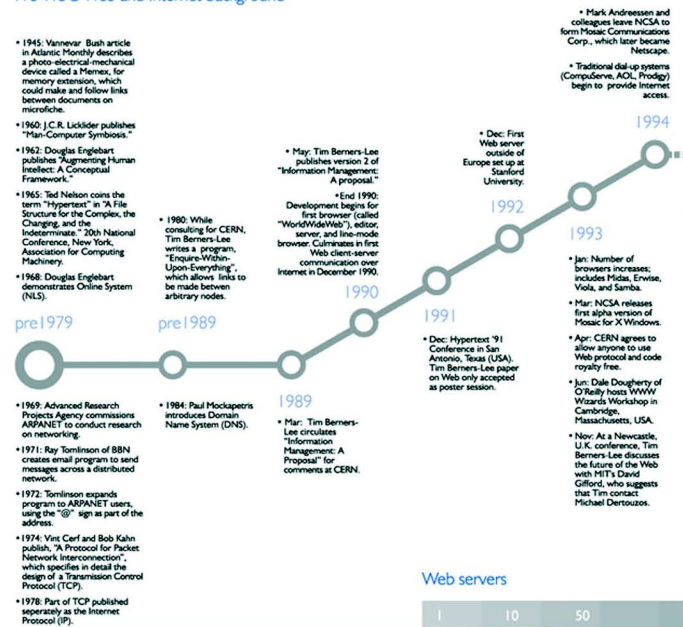 • 1945: Vannevar Bush article
in Atlantic Monthly describes
a photo-electrical-mechanical
device called a Memex, for
memory extension, which
could make and follow links
between documents on
microfiche.
• 1960: J.C.R. Licklider publishes
"Man-Computer Symbiosis."
• 1962: Douglas Englebart
publishes "Augmenting Human
Intellect: A Conceptual
Framework."
• 1965: Ted Nelson coins the
term "Hypertext" in "A File
Structure for the Complex, the
Changing, and the
Indeterminate." 20th National
Conference, New York,
Association for Computing
Machinery.
• 1968: Douglas Englebart
demonstrates Online System
(NLS).
pre1979
• 1969: Advanced Research
Projects Agency commissions
ARPANET to conduct research
on networking.
• 1971: Ray Tomlinson of BBN
creates email program to send
messages across a distributed
network.
• 1972: Tomlinson expands
program to ARPANET users,
using the "@" sign as part of the
address.
• 1974: Vint Cerf and Bob Kahn
publish, "A Protocol for Packet
Network Interconnection",
which specifies in detail the
design of a Transmission Control
Protocol (TCP).
• 1978: Part of TCP published
seperately as the Internet
Protocol (IP).
• 1980: While
consulting for CERN,
Tim Berners-Lee
writes a program,
"Enquire-Within-
Upon-Everything",
which allows links to
be made betven
arbitrary nodes.
pre1989
• 1984: Paul Mockapetris
introduces Domain
Name System (DNS).
1989
• Mar: Tim Berners-
Lee circulates
"Information
Management: A
Proposal" for
comments at CERN.
• May: Tim Berners-Lee
publishes version 2 of
"Information Management:
A proposal."
•End 1990:
Development begins for
first browser (called
"WorldWideWeb"), editor,
server, and line-mode
browser. Culminates in first
Web client-server
communication over
Internet in December 1990.
1990
1991
• Dec: Hypertext '91
Conference in San
Antonio, Texas (USA).
Tim Berners-Lee paper
on Web only accepted
as poster session.
• Dec: First
Web server
outside of
Europe set up at
Stanford
University.
1992
1993
• Jan: Number of
browsers increases;
includes Midas, Erwise,
Viola, and Samba.
• Mar: NCSA releases
first alpha version of
Mosaic for X Windows.
• Apr: CERN agrees to
allow anyone to use
Web protocol and code
royalty free.
• Jun: Dale Dougherty of
O'Reilly hosts WWW
Wizards Workshop in
Cambridge,
Massachusetts, USA.
• Nov: At a Newcastle,
U.K. conference, Tim
Berners-Lee discusses
the future of the Web
with MIT's David
Gifford, who suggests
that Tim contact
Michael Dertouzos.
• Mark Andreessen and
colleagues leave NCSA to
form Mosaic Communications
Corp., which later became
Netscape.
• Traditional dial-up systems
(CompuServe, AOL, Prodigy)
begin to provide Internet
access.
1994
Web servers
1 10 50